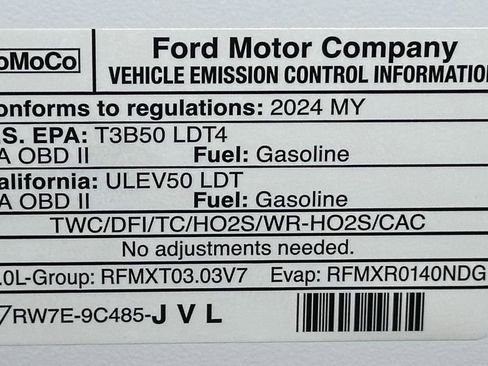 oMoCo
Ford Motor Company
VEHICLE EMISSION CONTROL INFORMATION
onforms to regulations: 2024 MY
.S. EPA: T3B50 LDT4
A OBD II Fuel: Gasoline
alifornia: ULEV50 LDT
A OBD II Fuel: Gasoline
TWC/DFI/TC/HO2S/WR-HO2S/CAC
No adjustments needed.
.0L-Group: RFMXT03.03V7 Evap: RFMXR0140NDG
7RW7E-9C485-J V L